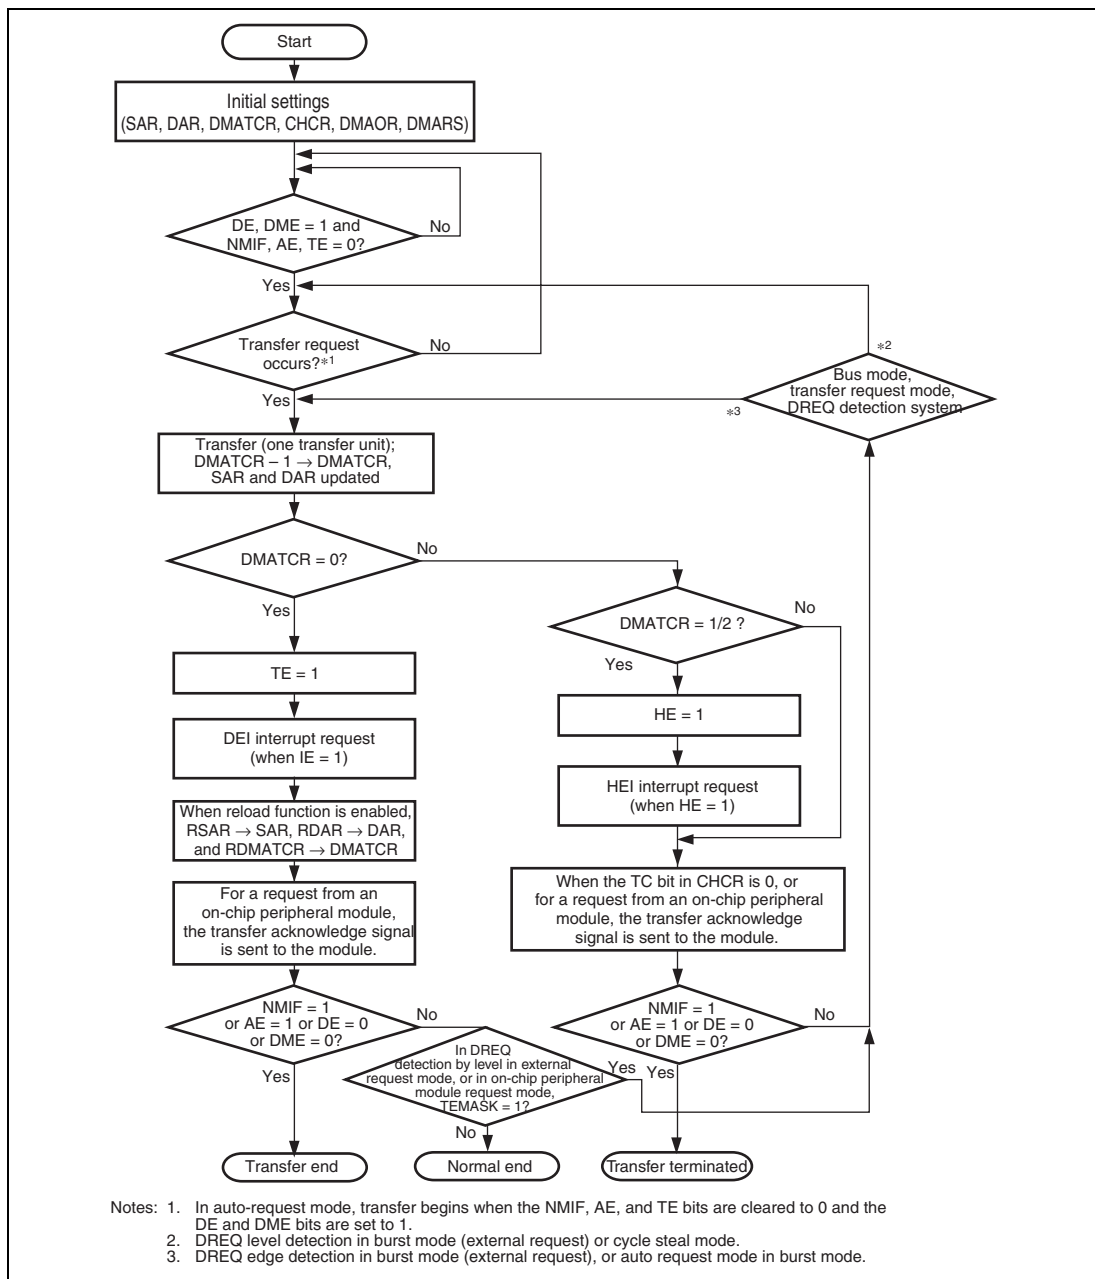 Start
Initial settings
(SAR, DAR, DMATCR, CHCR, DMAOR, DMARS)
DE, DME = 1 and
NMIF, AE, TE = 0?
No
Yes
Transfer request
occurs?*1
No
Yes
*2
Bus mode,
transfer request mode,
DREQ detection system
*3
Transfer (one transfer unit);
DMATCR – 1 → DMATCR,
SAR and DAR updated
DMATCR = 0?
No
Yes
DMATCR = 1/2 ?
No
Yes
TE = 1
HE = 1
DEI interrupt request
(when IE = 1)
HEI interrupt request
(when HE = 1)
When reload function is enabled,
RSAR → SAR, RDAR → DAR,
and RDMATCR → DMATCR
When the TC bit in CHCR is 0, or
for a request from an on-chip peripheral
module, the transfer acknowledge
signal is sent to the module.
For a request from an
on-chip peripheral module,
the transfer acknowledge signal
is sent to the module.
NMIF = 1
or AE = 1 or DE = 0
or DME = 0?
No
Yes
In DREQ
detection by level in external
request mode, or in on-chip peripheral
module request mode,
TEMASK = 1?
Yes
No
NMIF = 1
or AE = 1 or DE = 0
or DME = 0?
No
Yes
Transfer end
Normal end
Transfer terminated
Notes: 1. In auto-request mode, transfer begins when the NMIF, AE, and TE bits are cleared to 0 and the
DE and DME bits are set to 1.
2. DREQ level detection in burst mode (external request) or cycle steal mode.
3. DREQ edge detection in burst mode (external request), or auto request mode in burst mode.